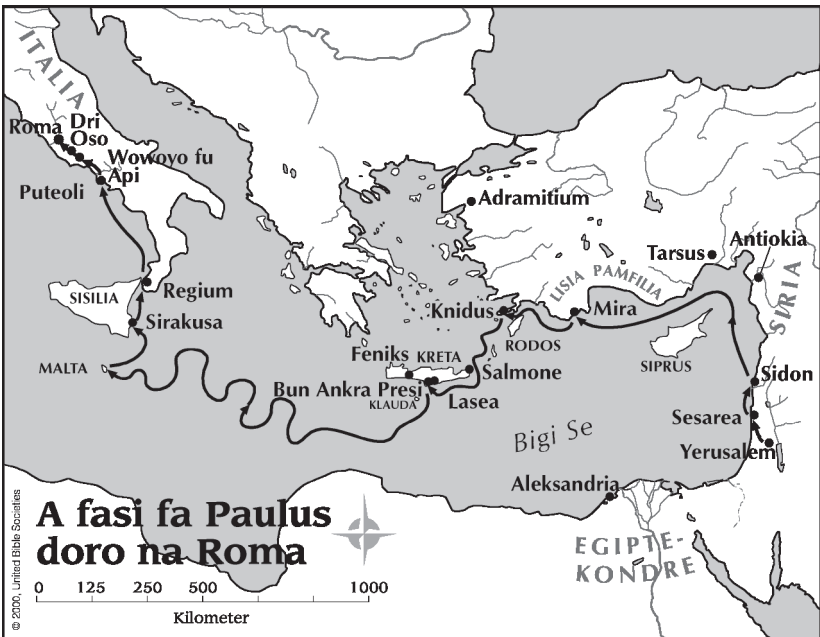 ITALIA
Roma
Dri
Oso
Wowoyo fu
Api
Puteoli
Adramitium
Antiokia
Tarsus
SIRIA
LISIA PAMFILIA
SISILIA
Regium
Sirakusa
Knidus
Mira
RODOS
SIPRUS
MALTA
Feniks
KRETA
Salmone
Sidon
Bun Ankra Presi
KLAUDA
Lasea
Sesarea
Bigi Se
Yerusalem
Aleksandria
EGIPTE-
KONDRE
A fasi fa Paulus
doro na Roma
0 125 250 500 1000
Kilometer
© 2000, United Bible Societies